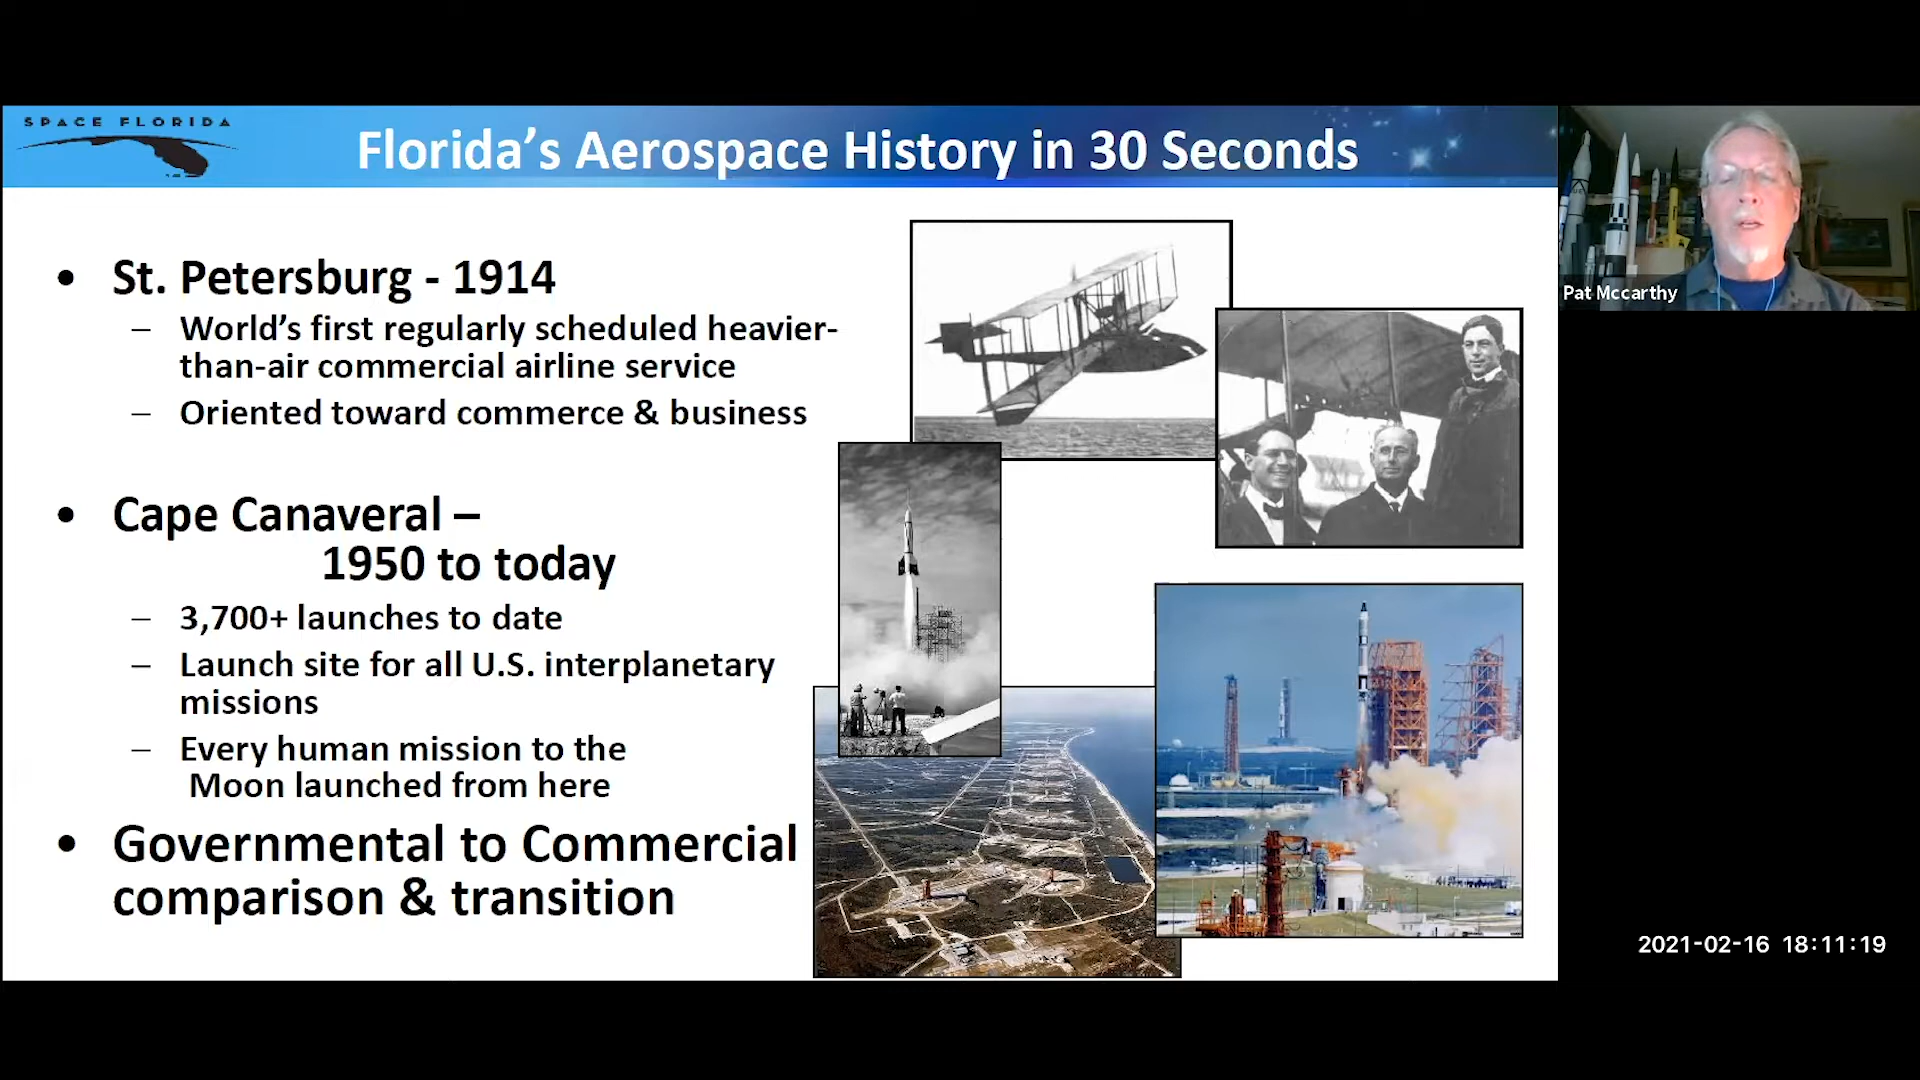 SPACE FLORIDA
Florida's Aerospace History in 30 Seconds
• St. Petersburg - 1914
– World's first regularly scheduled heavier-
than-air commercial airline service
– Oriented toward commerce & business
• Cape Canaveral –
1950 to today
– 3,700+ launches to date
– Launch site for all U.S. interplanetary
missions
– Every human mission to the
Moon launched from here
• Governmental to Commercial
comparison & transition
Pat Mccarthy
2021-02-16 18:11:19